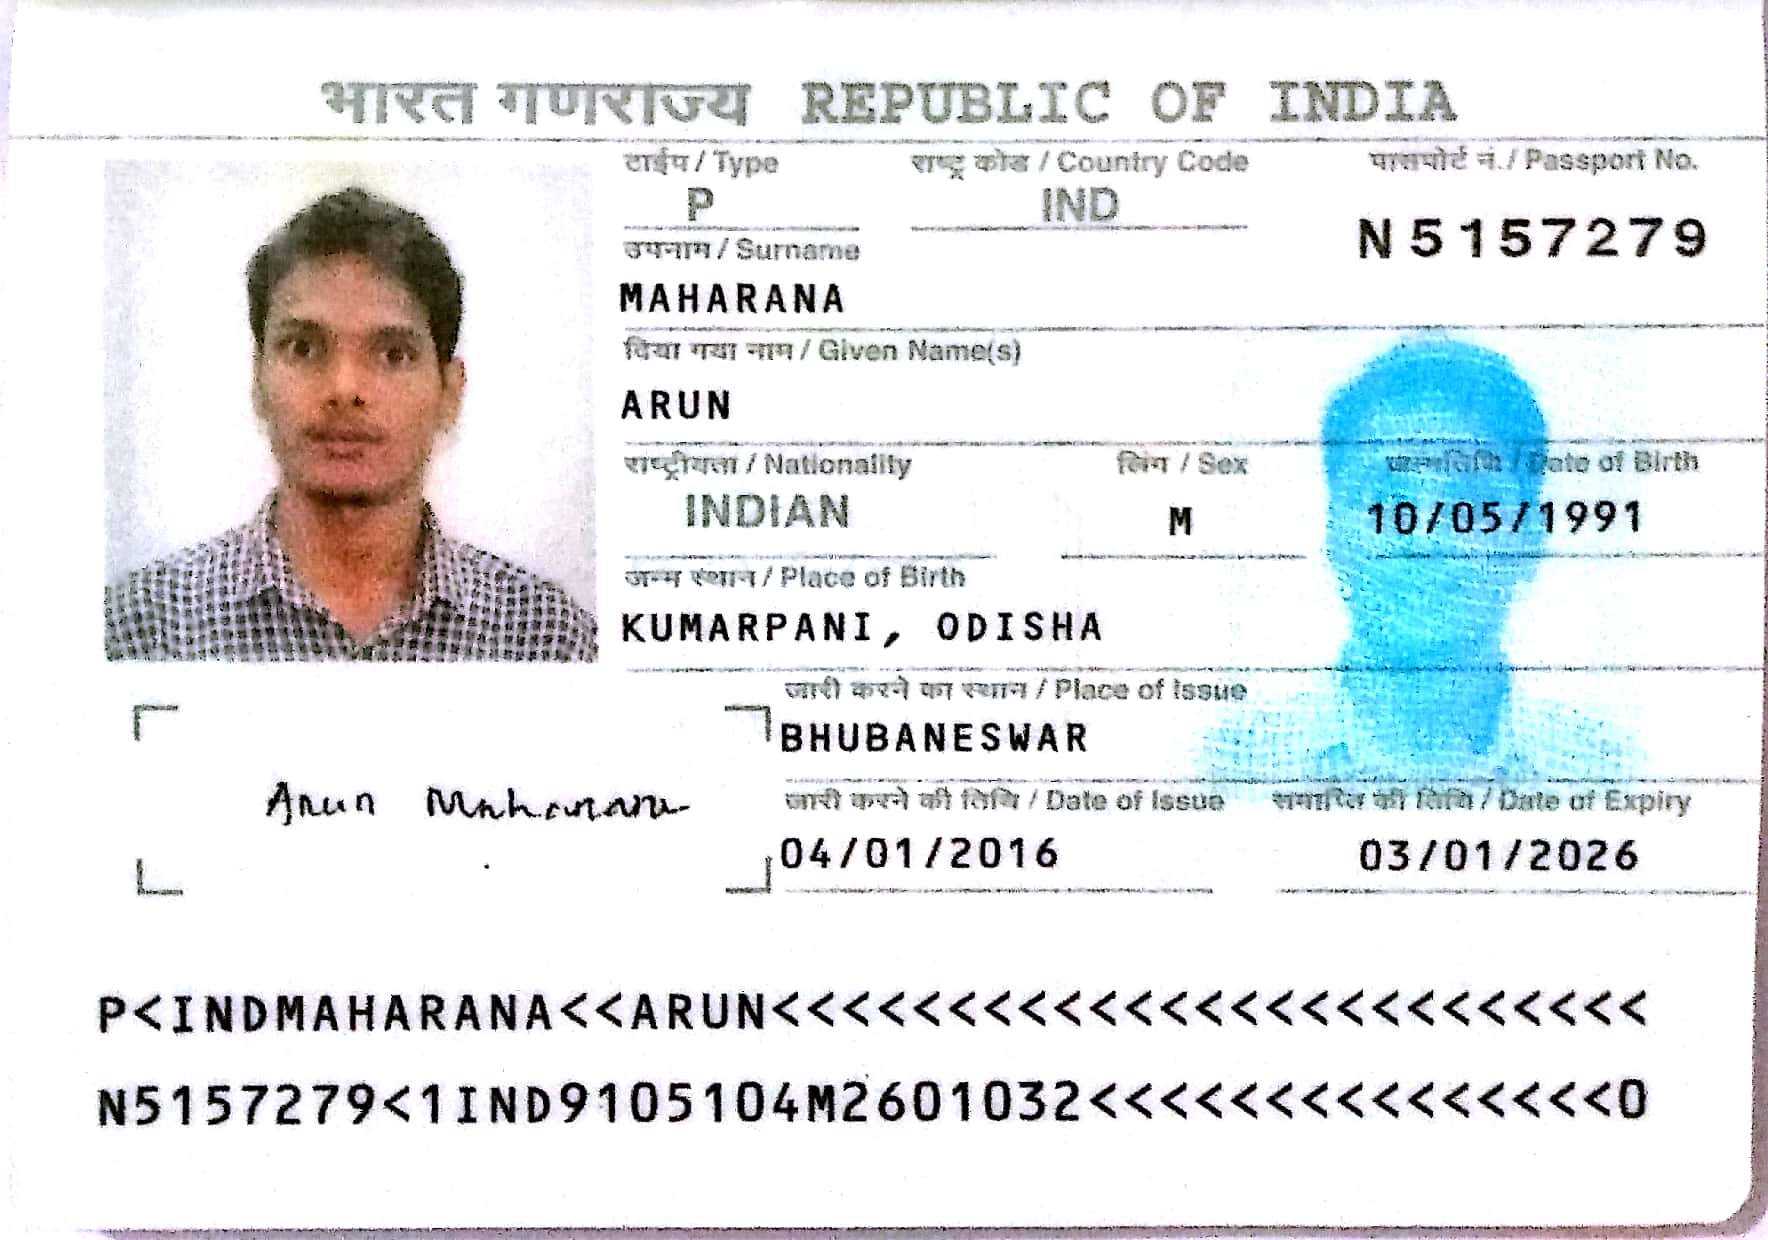 भारत गणराज्य REPUBLIC OF INDIA
टाईप / Type राष्ट्र कोड / Country Code पासपोर्ट नं. / Passport No.
P IND N5157279
उपनाम / Surname
MAHARANA
दिया गया नाम / Given Name(s)
ARUN
राष्ट्रीयता / Nationality लिंग / Sex जन्मतिथि / Date of Birth
INDIAN M 10/05/1991
जन्म स्थान / Place of Birth
KUMARPANI, ODISHA
जारी करने का स्थान / Place of Issue
BHUBANESWAR
Arun Maharana
जारी करने की तिथि / Date of Issue समाप्ति की तिथि / Date of Expiry
04/01/2016 03/01/2026
P<INDMAHARANA<<ARUN<<<<<<<<<<<<<<<<<<<<<<<<<
N5157279<1IND9105104M2601032<<<<<<<<<<<<<<<0